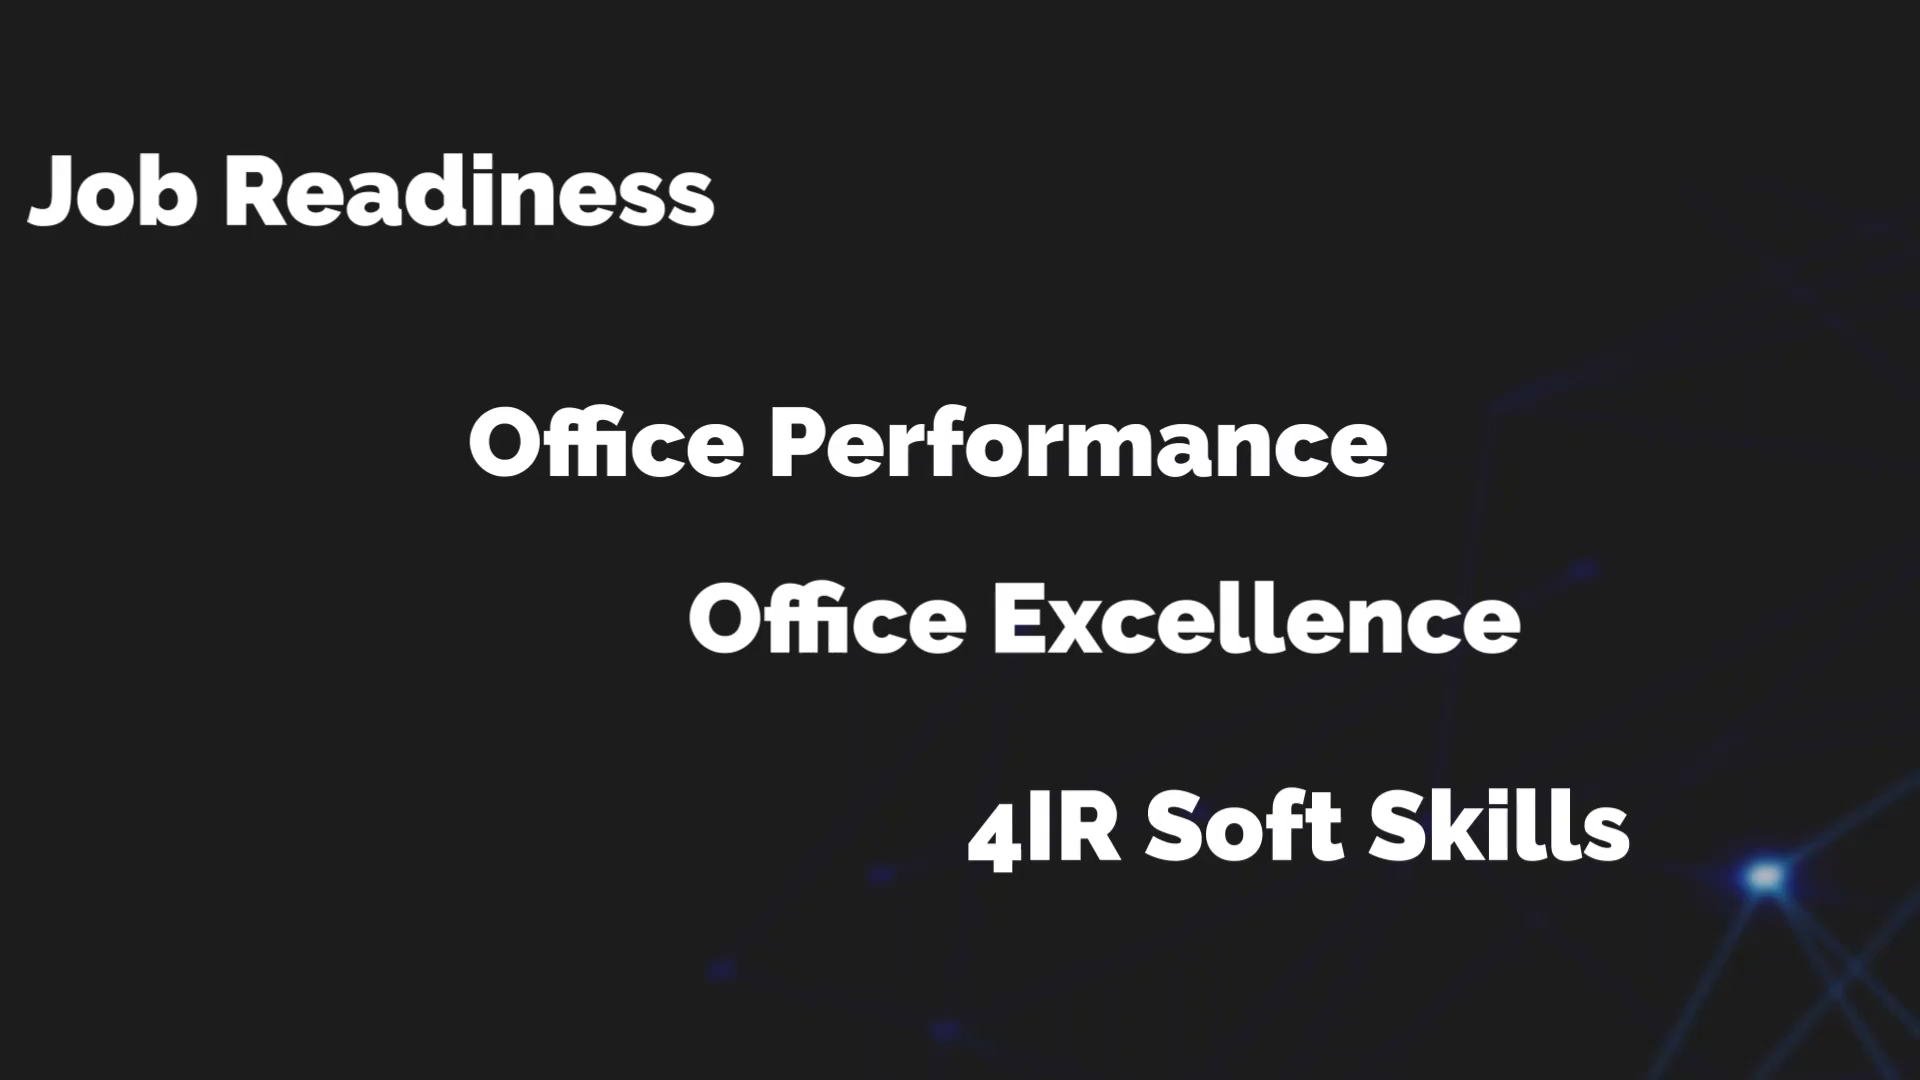 Job Readiness
Office Performance
Office Excellence
4IR Soft Skills